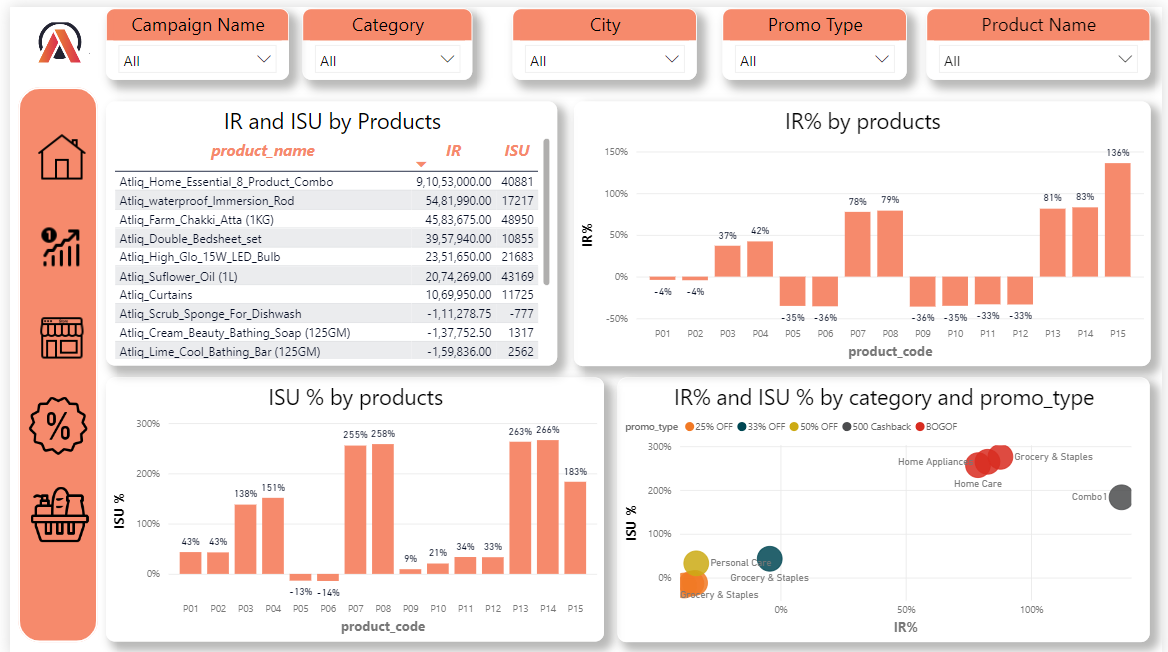 Campaign Name
All
Category
All
City
All
Promo Type
All
Product Name
All
1
%
IR and ISU by Products
product_name IR ISU
Atliq_Home_Essential_8_Product_Combo 9,10,53,000.00 40881
Atliq_waterproof_Immersion_Rod 54,81,990.00 17217
Atliq_Farm_Chakki_Atta (1KG) 45,83,675.00 48950
Atliq_Double_Bedsheet_set 39,57,940.00 10855
Atliq_High_Glo_15W_LED_Bulb 23,51,650.00 21683
Atliq_Suflower_Oil (1L) 20,74,269.00 43169
Atliq_Curtains 10,69,950.00 11725
Atliq_Scrub_Sponge_For_Dishwash -1,11,278.75 -777
Atliq_Cream_Beauty_Bathing_Soap (125GM) -1,37,752.50 1317
Atliq_Lime_Cool_Bathing_Bar (125GM) -1,59,836.00 2562
IR% by products
IR%
150%
100%
50%
0%
-50%
-4% -4% 37% 42% -35% -36% 78% 79% -36% -35% -33% -33% 81% 83% 136%
P01 P02 P03 P04 P05 P06 P07 P08 P09 P10 P11 P12 P13 P14 P15
product_code
ISU % by products
ISU %
300%
200%
100%
0%
43% 43% 138% 151% -13% -14% 255% 258% 9% 21% 34% 33% 263% 266% 183%
P01 P02 P03 P04 P05 P06 P07 P08 P09 P10 P11 P12 P13 P14 P15
product_code
IR% and ISU % by category and promo_type
promo_type 25% OFF 33% OFF 50% OFF 500 Cashback BOGOF
ISU %
300%
200%
100%
0%
Home Appliances
Grocery & Staples
Home Care
Combo1
Personal Care
Grocery & Staples
Grocery & Staples
0% 50% 100%
IR%